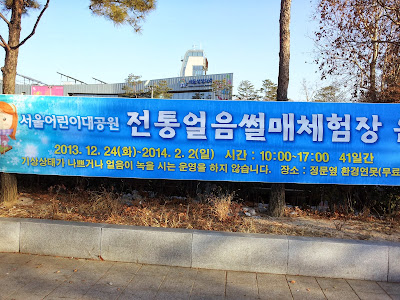 서울어린이대공원 전통얼음썰매체험장
2013. 12. 24(화)-2014. 2. 2(일) 시간 : 10:00~17:00 41일간
기상상태가 나쁘거나 얼음이 녹을 시는 운영을 하지 않습니다. 장소 : 정문옆 환경연못(무료